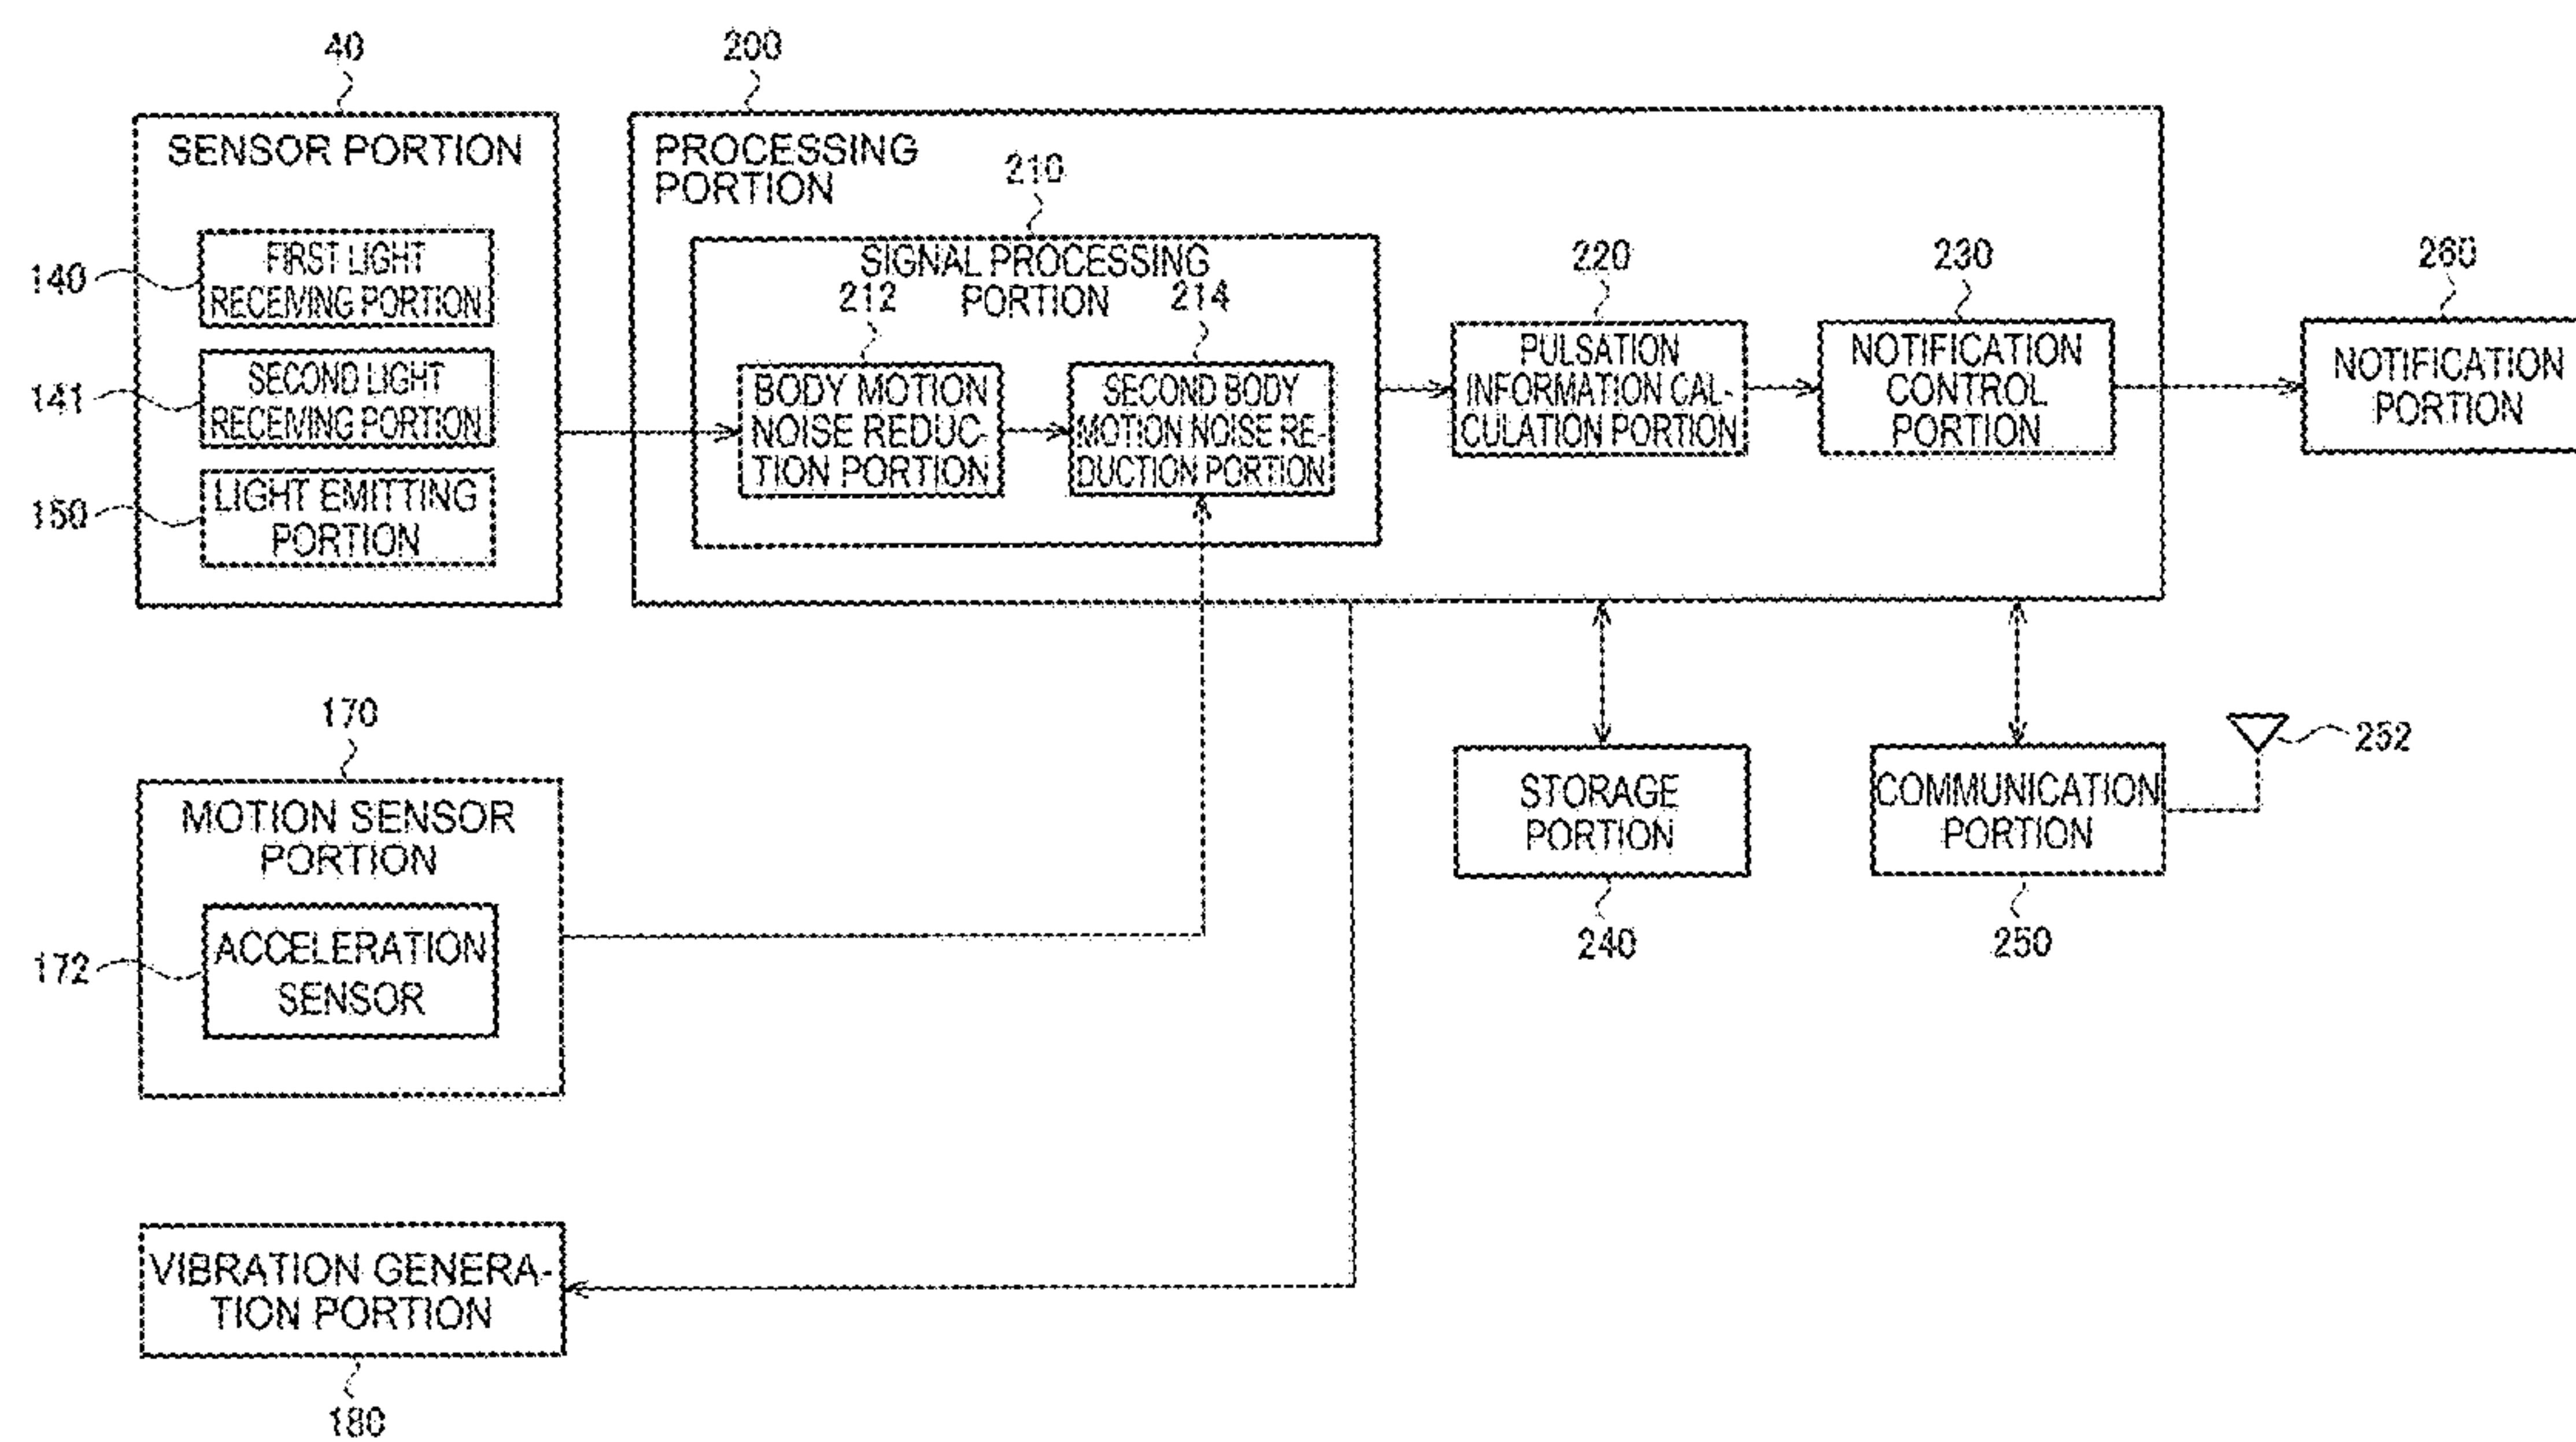 40
200
SENSOR PORTION
PROCESSING
PORTION
210
FIRST LIGHT
RECEIVING PORTION
140
SECOND LIGHT
RECEIVING PORTION
141
LIGHT EMITTING
PORTION
150
SIGNAL PROCESSING
PORTION
212
214
BODY MOTION
NOISE REDUC-
TION PORTION
SECOND BODY
MOTION NOISE RE-
DUCTION PORTION
220
PULSATION
INFORMATION CAL-
CULATION PORTION
230
NOTIFICATION
CONTROL
PORTION
260
NOTIFICATION
PORTION
170
MOTION SENSOR
PORTION
172
ACCELERATION
SENSOR
STORAGE
PORTION
240
COMMUNICATION
PORTION
250
252
VIBRATION GENERA-
TION PORTION
180